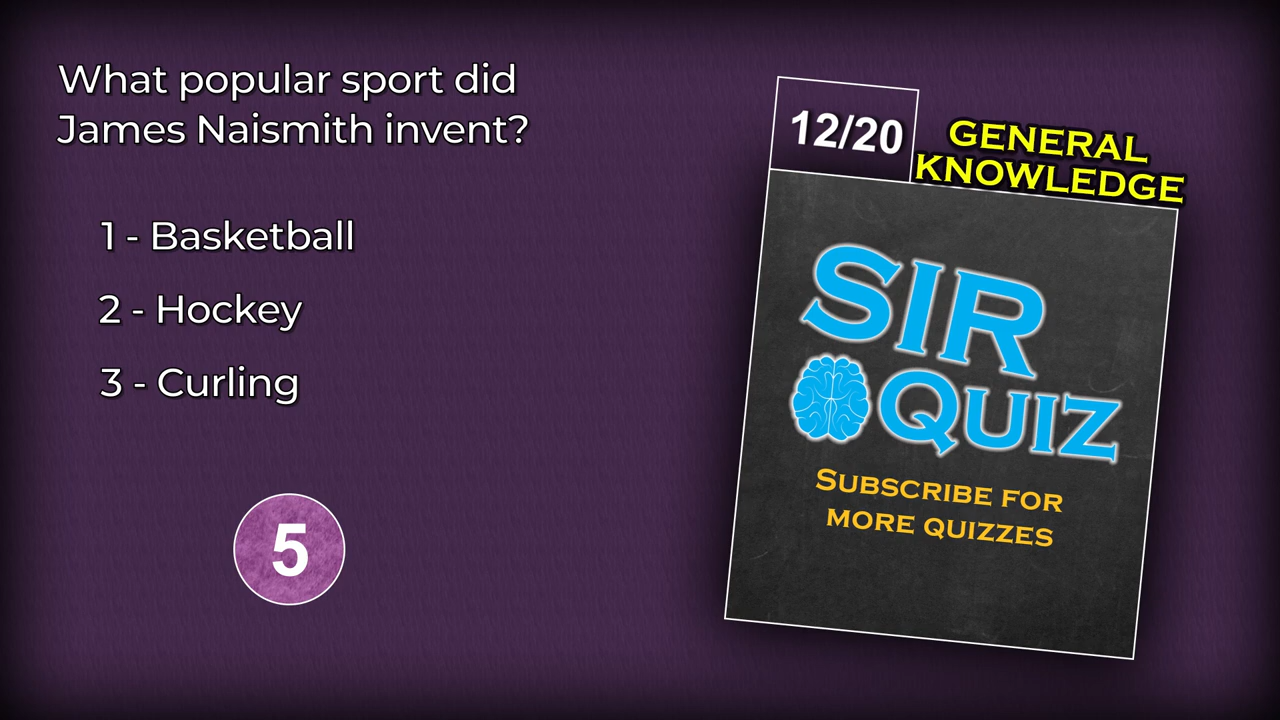 What popular sport did
James Naismith invent?
1 - Basketball
2 - Hockey
3 - Curling
5
12/20
GENERAL
KNOWLEDGE
SIR
QUIZ
SUBSCRIBE FOR
MORE QUIZZES